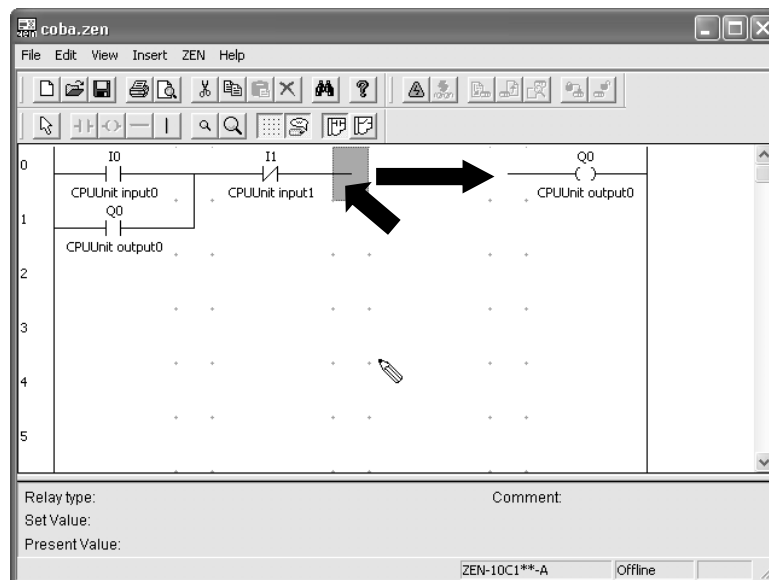 zen coba.zen
File Edit View Insert ZEN Help
0 I0 I1 Q0
CPUUnit input0 CPUUnit input1 CPUUnit output0
Q0
1
CPUUnit output0
2
3
4
5
Relay type: Comment:
Set Value:
Present Value:
ZEN-10C1**-A Offline